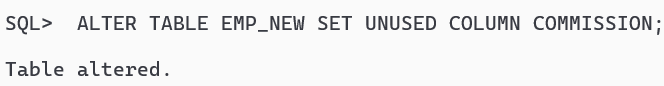 SQL>  ALTER TABLE EMP_NEW SET UNUSED COLUMN COMMISSION;
Table altered.